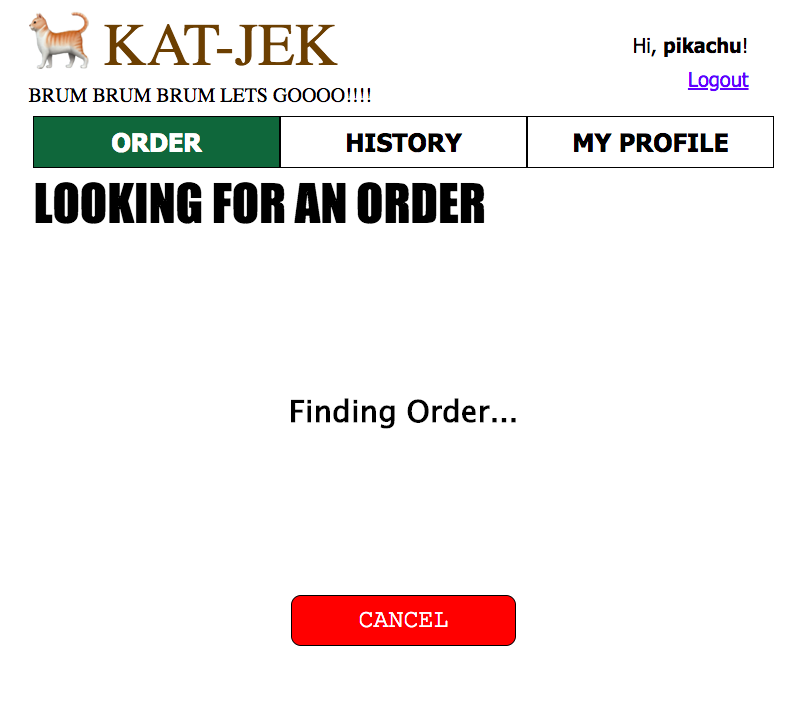 KAT-JEK
Hi, pikachu!
Logout
BRUM BRUM BRUM LETS GOOOO!!!!
ORDER HISTORY MY PROFILE
LOOKING FOR AN ORDER
Finding Order...
CANCEL